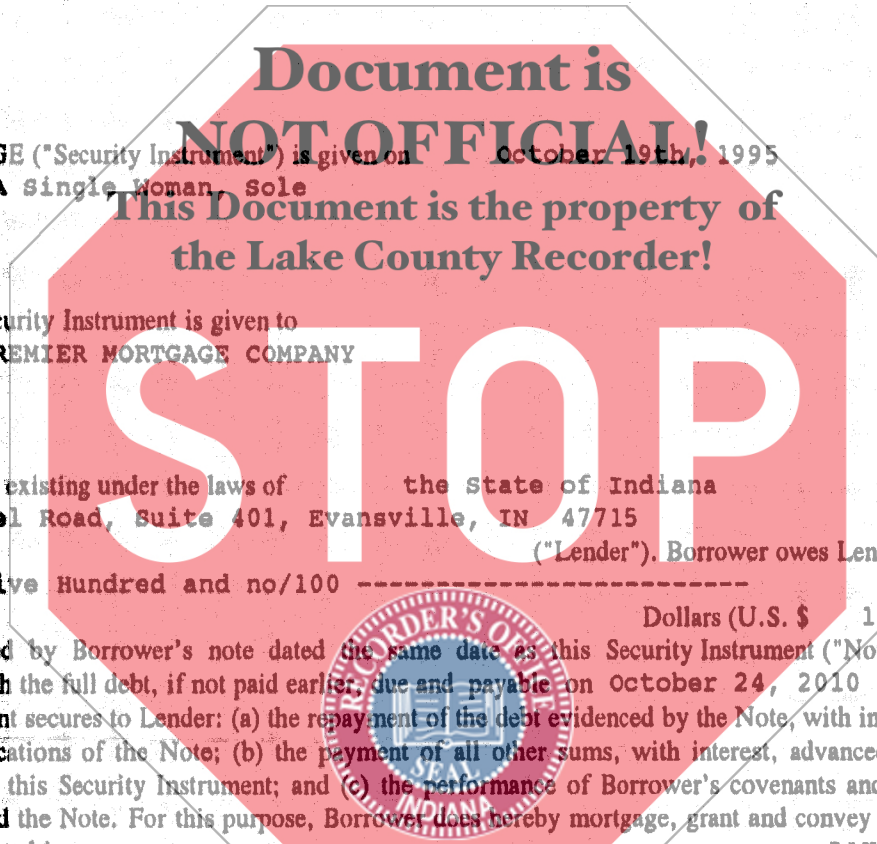 Document is
NOT OFFICIAL!
GE ("Security Instrument") is given on October 19th, 1995
A Single Woman, Sole
This Document is the property of
the Lake County Recorder!
curity Instrument is given to
REMIER MORTGAGE COMPANY
STOP
existing under the laws of the State of Indiana
el Road, Suite 401, Evansville, IN 47715
("Lender"). Borrower owes Len
ive Hundred and no/100 --------------------------
Dollars (U.S. $ 1
d by Borrower's note dated the same date as this Security Instrument ("No
h the full debt, if not paid earlier, due and payable on October 24, 2010
nt secures to Lender: (a) the repayment of the debt evidenced by the Note, with in
cations of the Note; (b) the payment of all other sums, with interest, advance
this Security Instrument; and (c) the performance of Borrower's covenants and
d the Note. For this purpose, Borrower does hereby mortgage, grant and convey
RECORDER'S OFFICE
SEAL
INDIANA